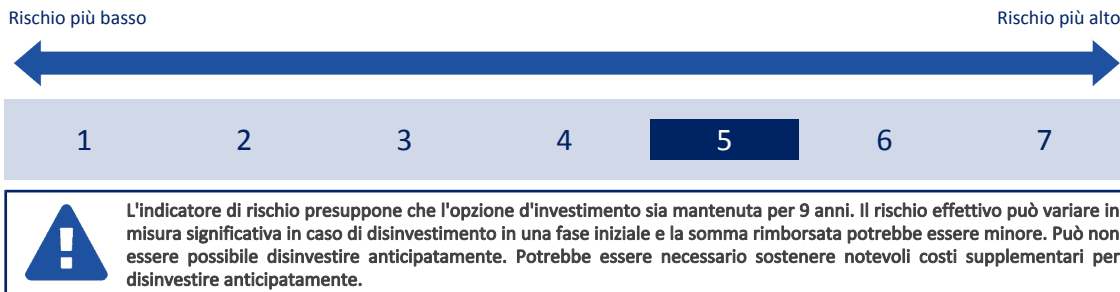 Rischio più basso Rischio più alto
1 2 3 4 5 6 7
L'indicatore di rischio presuppone che l'opzione d'investimento sia mantenuta per 9 anni. Il rischio effettivo può variare in
misura significativa in caso di disinvestimento in una fase iniziale e la somma rimborsata potrebbe essere minore. Può non
essere possibile disinvestire anticipatamente. Potrebbe essere necessario sostenere notevoli costi supplementari per
disinvestire anticipatamente.